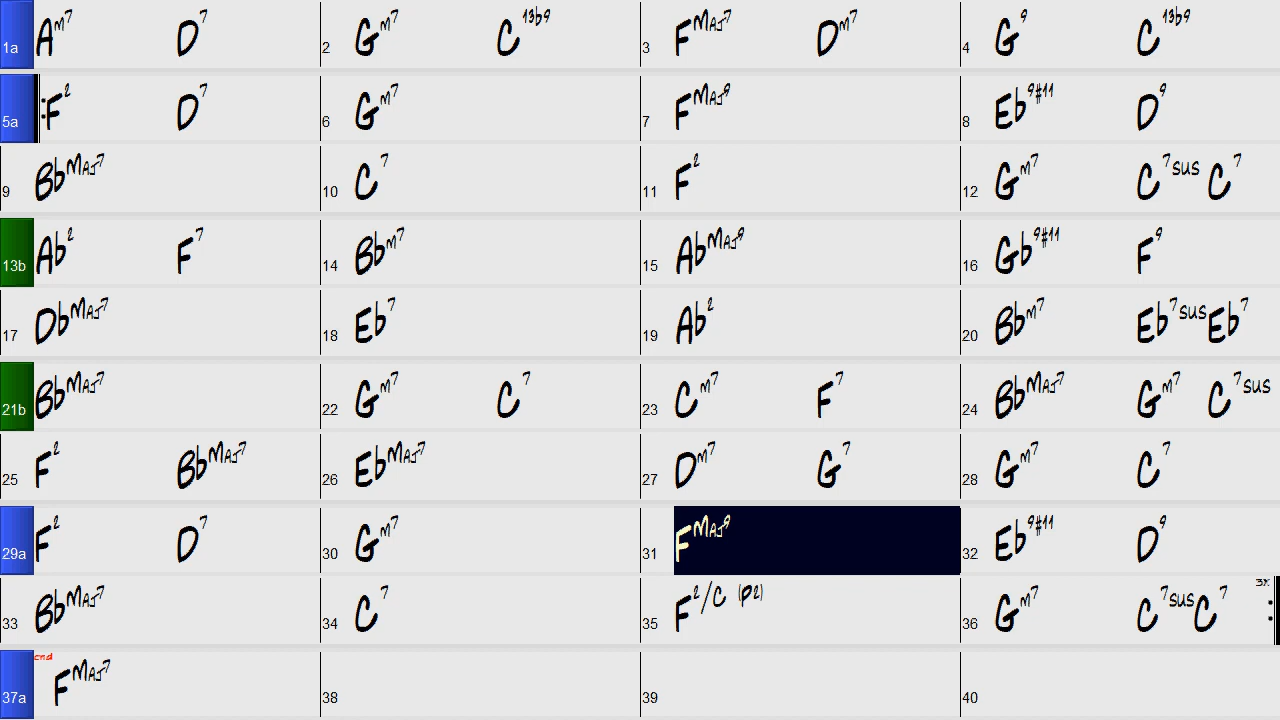 1a Am7 D7 2 Gm7 C13b9 3 FMaj7 Dm7 4 G9 C13b9
5a :F2 D7 6 Gm7 7 FMaj9 8 Eb9#11 D9
9 BbMaj7 10 C7 11 F2 12 Gm7 C7sus C7
13b Ab2 F7 14 Bbm7 15 AbMaj9 16 Gb9#11 F9
17 DbMaj7 18 Eb7 19 Ab2 20 Bbm7 Eb7sus Eb7
21b BbMaj7 22 Gm7 C7 23 Cm7 F7 24 BbMaj7 Gm7 C7sus
25 F2 BbMaj7 26 EbMaj7 27 Dm7 G7 28 Gm7 C7
29a F2 D7 30 Gm7 31 FMaj9 32 Eb9#11 D9
33 BbMaj7 34 C7 35 F2/C (P2) 36 Gm7 C7sus C7 3x :
37a end FMaj7 38 39 40